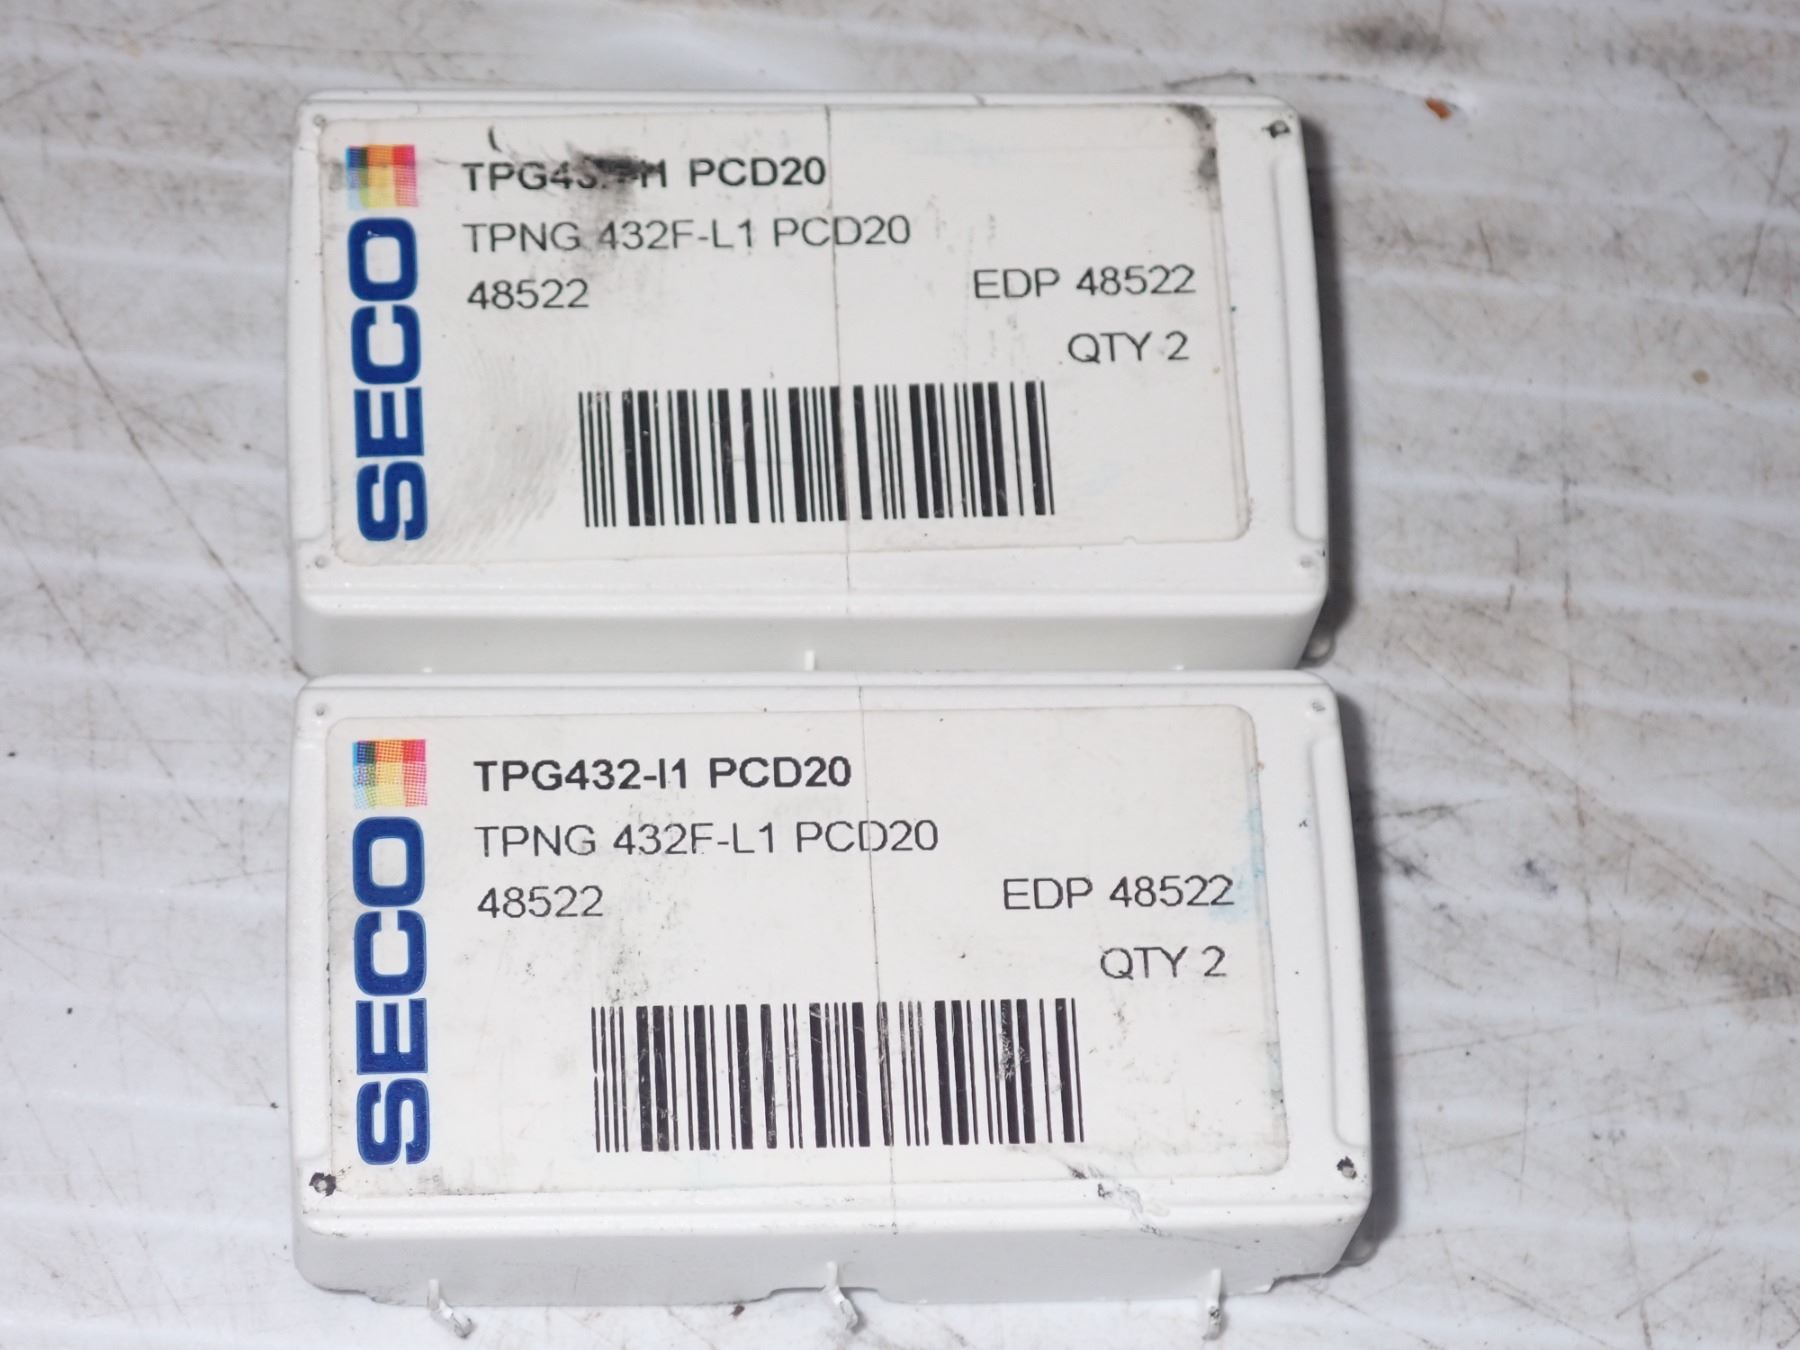 SECO
PCD20
TPNG 432F-L1 PCD20
48522
EDP 48522
QTY 2
SECO
TPG432-I1 PCD20
TPNG 432F-L1 PCD20
48522
EDP 48522
QTY 2